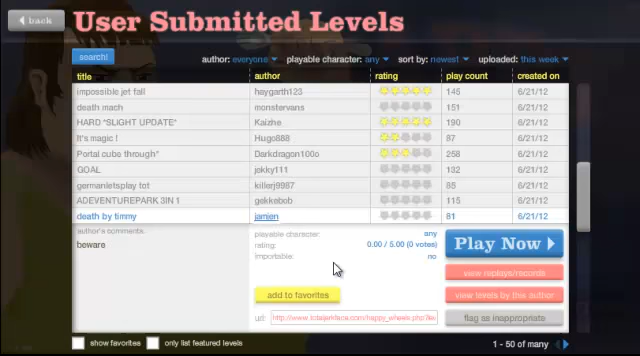 back
User Submitted Levels
search!
author: everyone playable character: any sort by: newest uploaded: this week
title author rating play count created on
impossible jet fall haygarth123 145 6/21/12
death mach monstervans 151 6/21/12
HARD *SLIGHT UPDATE* Kaizhe 190 6/21/12
It's magic ! Hugo888 87 6/21/12
Portal cube through* Darkdragon100o 258 6/21/12
GOAL jekky111 132 6/21/12
germanletsplay tot killerj9987 85 6/21/12
ADEVENTUREPARK 3IN 1 gekkebob 115 6/21/12
death by timmy jamien 81 6/21/12
author's comments:
beware
playable character: any
rating: 0.00 / 5.00 (0 votes)
importable: no
Play Now
view replays/records
add to favorites
view levels by this author
url: http://www.totaljerkface.com/happy_wheels.php?le
flag as inappropriate
show favorites only list featured levels 1 - 50 of many